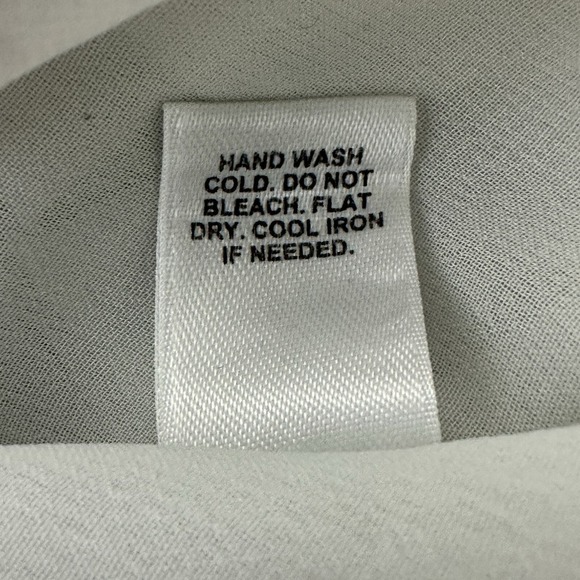 HAND WASH
COLD. DO NOT
BLEACH. FLAT
DRY. COOL IRON
IF NEEDED.